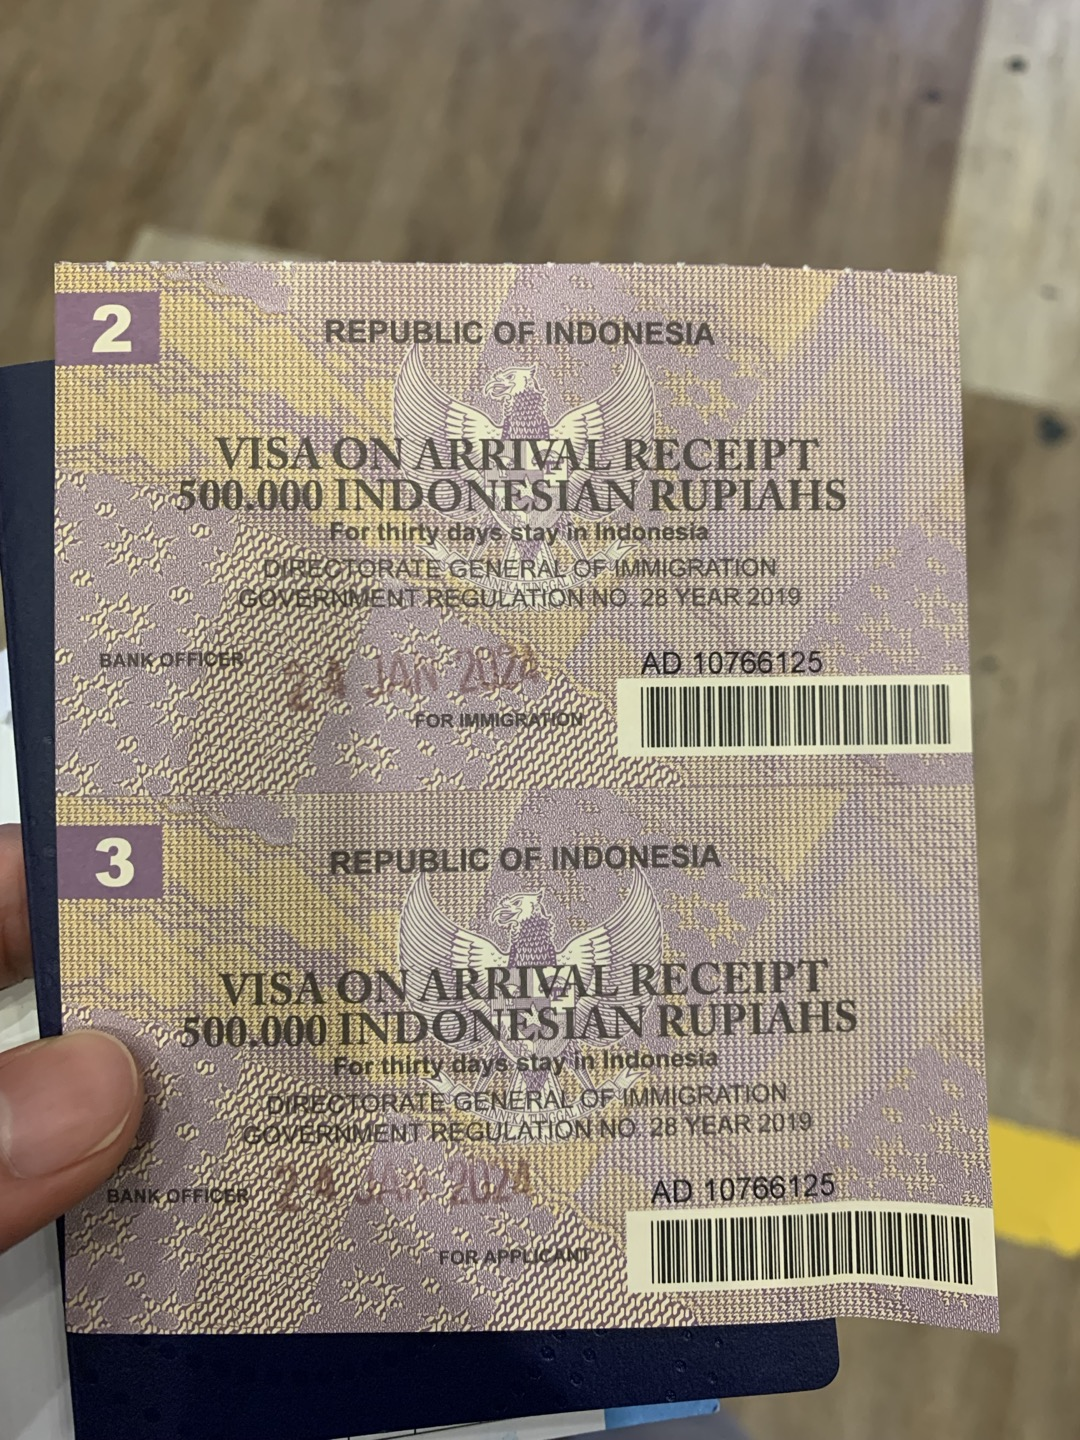 2
REPUBLIC OF INDONESIA
VISA ON ARRIVAL RECEIPT
500.000 INDONESIAN RUPIAHS
For thirty days stay in Indonesia
DIRECTORATE GENERAL OF IMMIGRATION
GOVERNMENT REGULATION NO. 28 YEAR 2019
BANK OFFICER
24 JAN 2024
AD 10766125
FOR IMMIGRATION
3
REPUBLIC OF INDONESIA
VISA ON ARRIVAL RECEIPT
500.000 INDONESIAN RUPIAHS
For thirty days stay in Indonesia
DIRECTORATE GENERAL OF IMMIGRATION
GOVERNMENT REGULATION NO. 28 YEAR 2019
BANK OFFICER
24 JAN 2024
AD 10766125
FOR APPLICANT